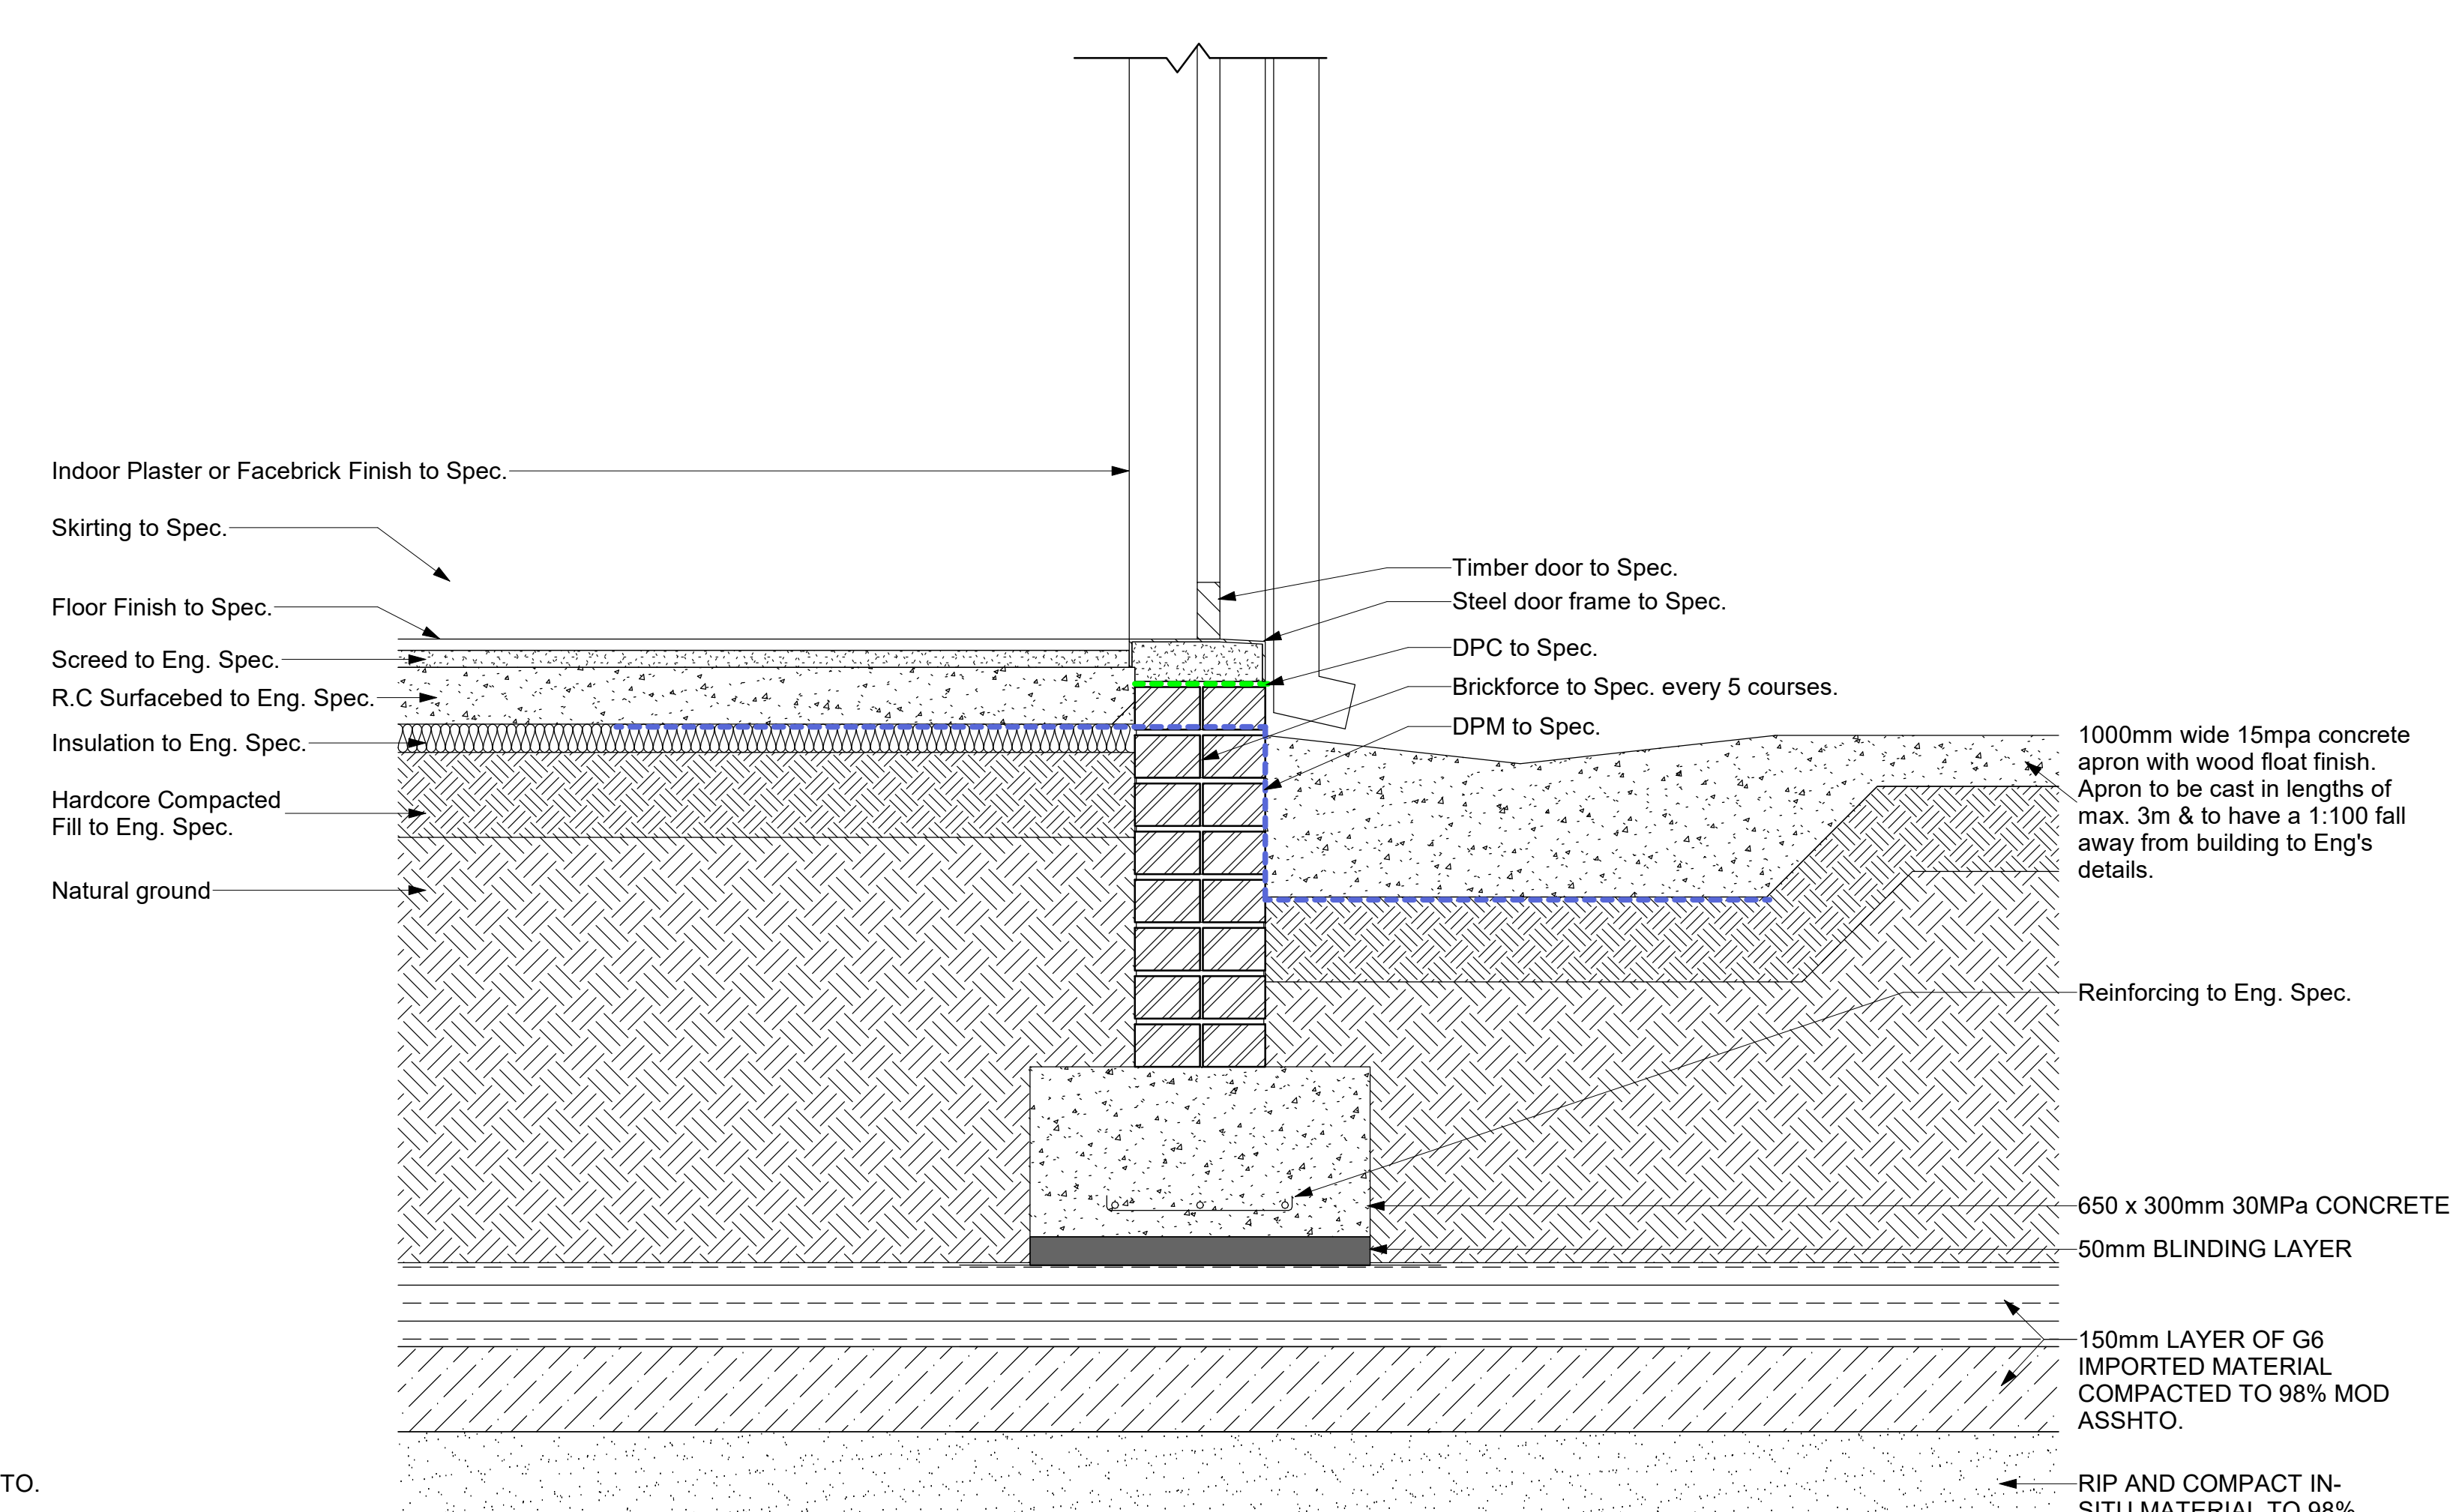 Indoor Plaster or Facebrick Finish to Spec.
Skirting to Spec.
Floor Finish to Spec.
Screed to Eng. Spec.
R.C Surfacebed to Eng. Spec.
Insulation to Eng. Spec.
Hardcore Compacted
Fill to Eng. Spec.
Natural ground
Timber door to Spec.
Steel door frame to Spec.
DPC to Spec.
Brickforce to Spec. every 5 courses.
DPM to Spec.
1000mm wide 15mpa concrete
apron with wood float finish.
Apron to be cast in lengths of
max. 3m & to have a 1:100 fall
away from building to Eng's
details.
Reinforcing to Eng. Spec.
650 x 300mm 30MPa CONCRETE
50mm BLINDING LAYER
150mm LAYER OF G6
IMPORTED MATERIAL
COMPACTED TO 98% MOD
ASSHTO.
TO.
RIP AND COMPACT IN-
SITU MATERIAL TO 98%